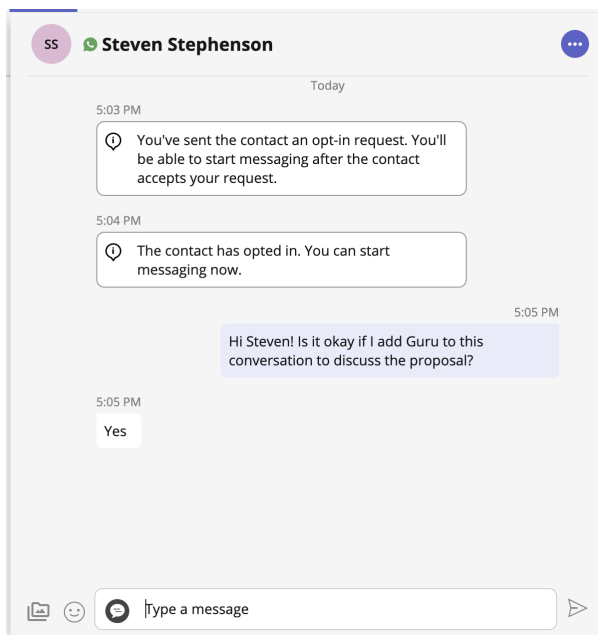 SS
Steven Stephenson
Today
5:03 PM
You've sent the contact an opt-in request. You'll
be able to start messaging after the contact
accepts your request.
5:04 PM
The contact has opted in. You can start
messaging now.
5:05 PM
Hi Steven! Is it okay if I add Guru to this
conversation to discuss the proposal?
5:05 PM
Yes
Type a message